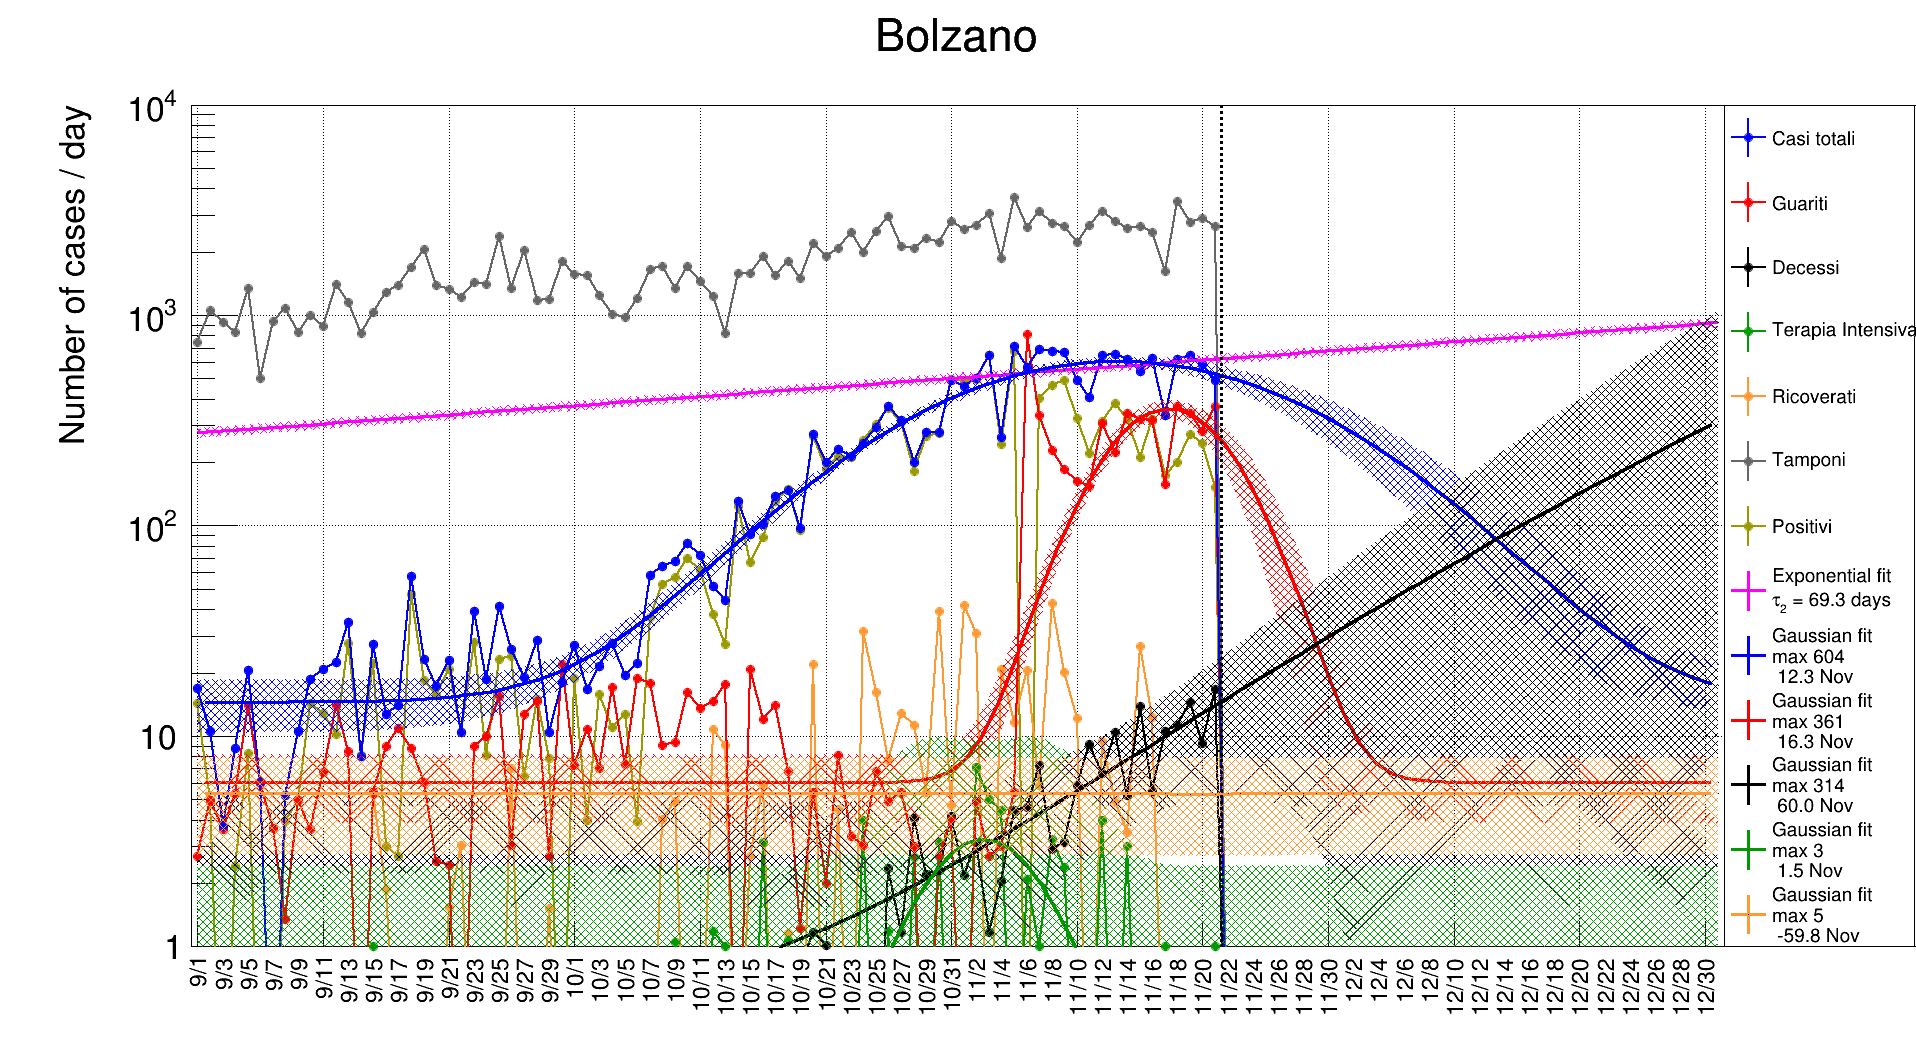 Bolzano
Number of cases / day
10⁴
10³
10²
10
1
9/1
9/3
9/5
9/7
9/9
9/11
9/13
9/15
9/17
9/19
9/21
9/23
9/25
9/27
9/29
10/1
10/3
10/5
10/7
10/9
10/11
10/13
10/15
10/17
10/19
10/21
10/23
10/25
10/27
10/29
10/31
11/2
11/4
11/6
11/8
11/10
11/12
11/14
11/16
11/18
11/20
11/22
11/24
11/26
11/28
11/30
12/2
12/4
12/6
12/8
12/10
12/12
12/14
12/16
12/18
12/20
12/22
12/24
12/26
12/28
12/30
Casi totali
Guariti
Decessi
Terapia Intensiva
Ricoverati
Tamponi
Positivi
Exponential fit
τ₂ = 69.3 days
Gaussian fit
max 604
12.3 Nov
Gaussian fit
max 361
16.3 Nov
Gaussian fit
max 314
60.0 Nov
Gaussian fit
max 3
1.5 Nov
Gaussian fit
max 5
-59.8 Nov